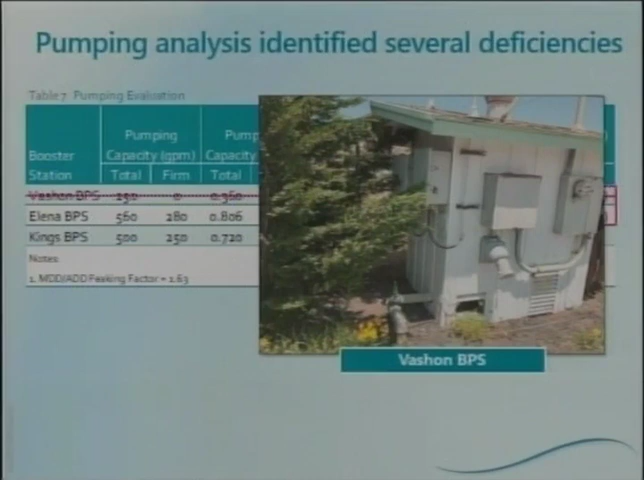 Pumping analysis identified several deficiencies
Table 7 Pumping Evaluation
Booster Station
Pumping Capacity (gpm)
Pump
Capacity
Total Firm Total
Vashon BPS 250 0 0.360
Elena BPS 560 280 0.806
Kings BPS 500 250 0.720
Notes:
1. MDD/ADD Peaking Factor = 1.63
Vashon BPS